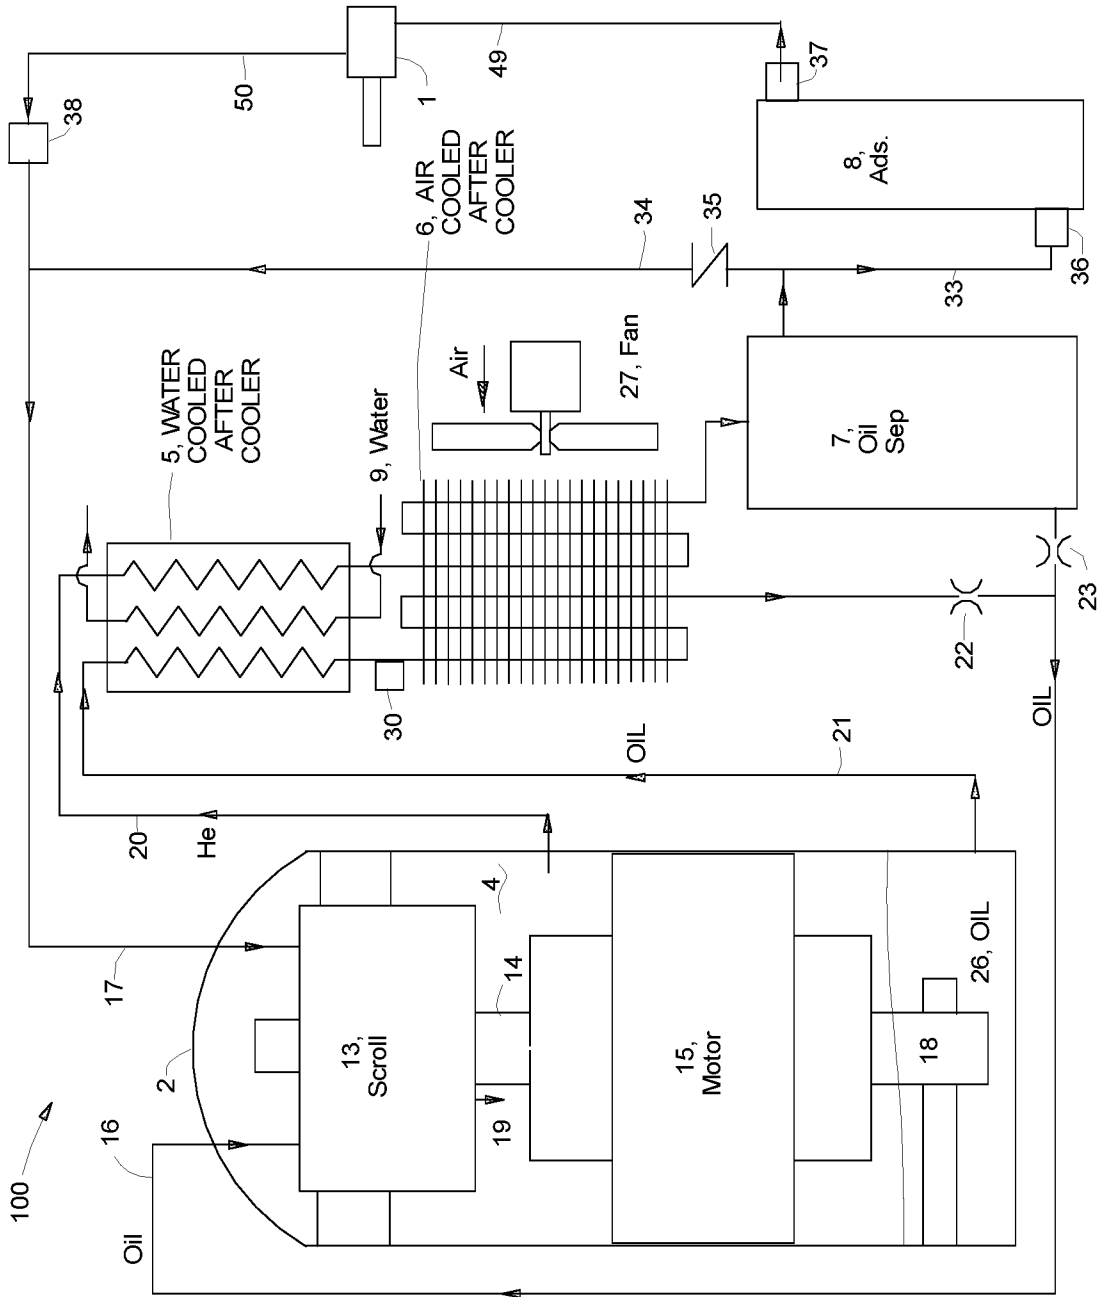 100
16
Oil
2
17
20
He
21
OIL
4
13,
Scroll
14
19
15,
Motor
18
26, OIL
5, WATER
COOLED
AFTER
COOLER
9, Water
30
6, AIR
COOLED
AFTER
COOLER
Air
27, Fan
38
50
1
49
37
8,
Ads.
36
33
34
35
7,
Oil
Sep
22
23
OIL